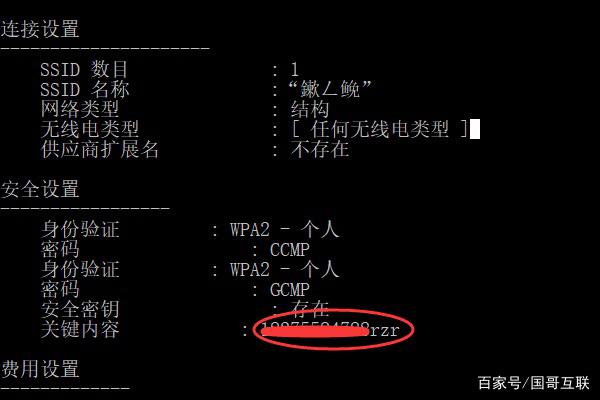 连接设置
---------------------
SSID 数目 : 1
SSID 名称 :“鏉ㄥ鲵”
网络类型 : 结构
无线电类型 : [ 任何无线电类型 ]
供应商扩展名 : 不存在
安全设置
-----------------
身份验证 : WPA2 - 个人
密码 : CCMP
身份验证 : WPA2 - 个人
密码 : GCMP
安全密钥 : 存在
关键内容 : rzr
费用设置
-------------
百家号/国哥互联